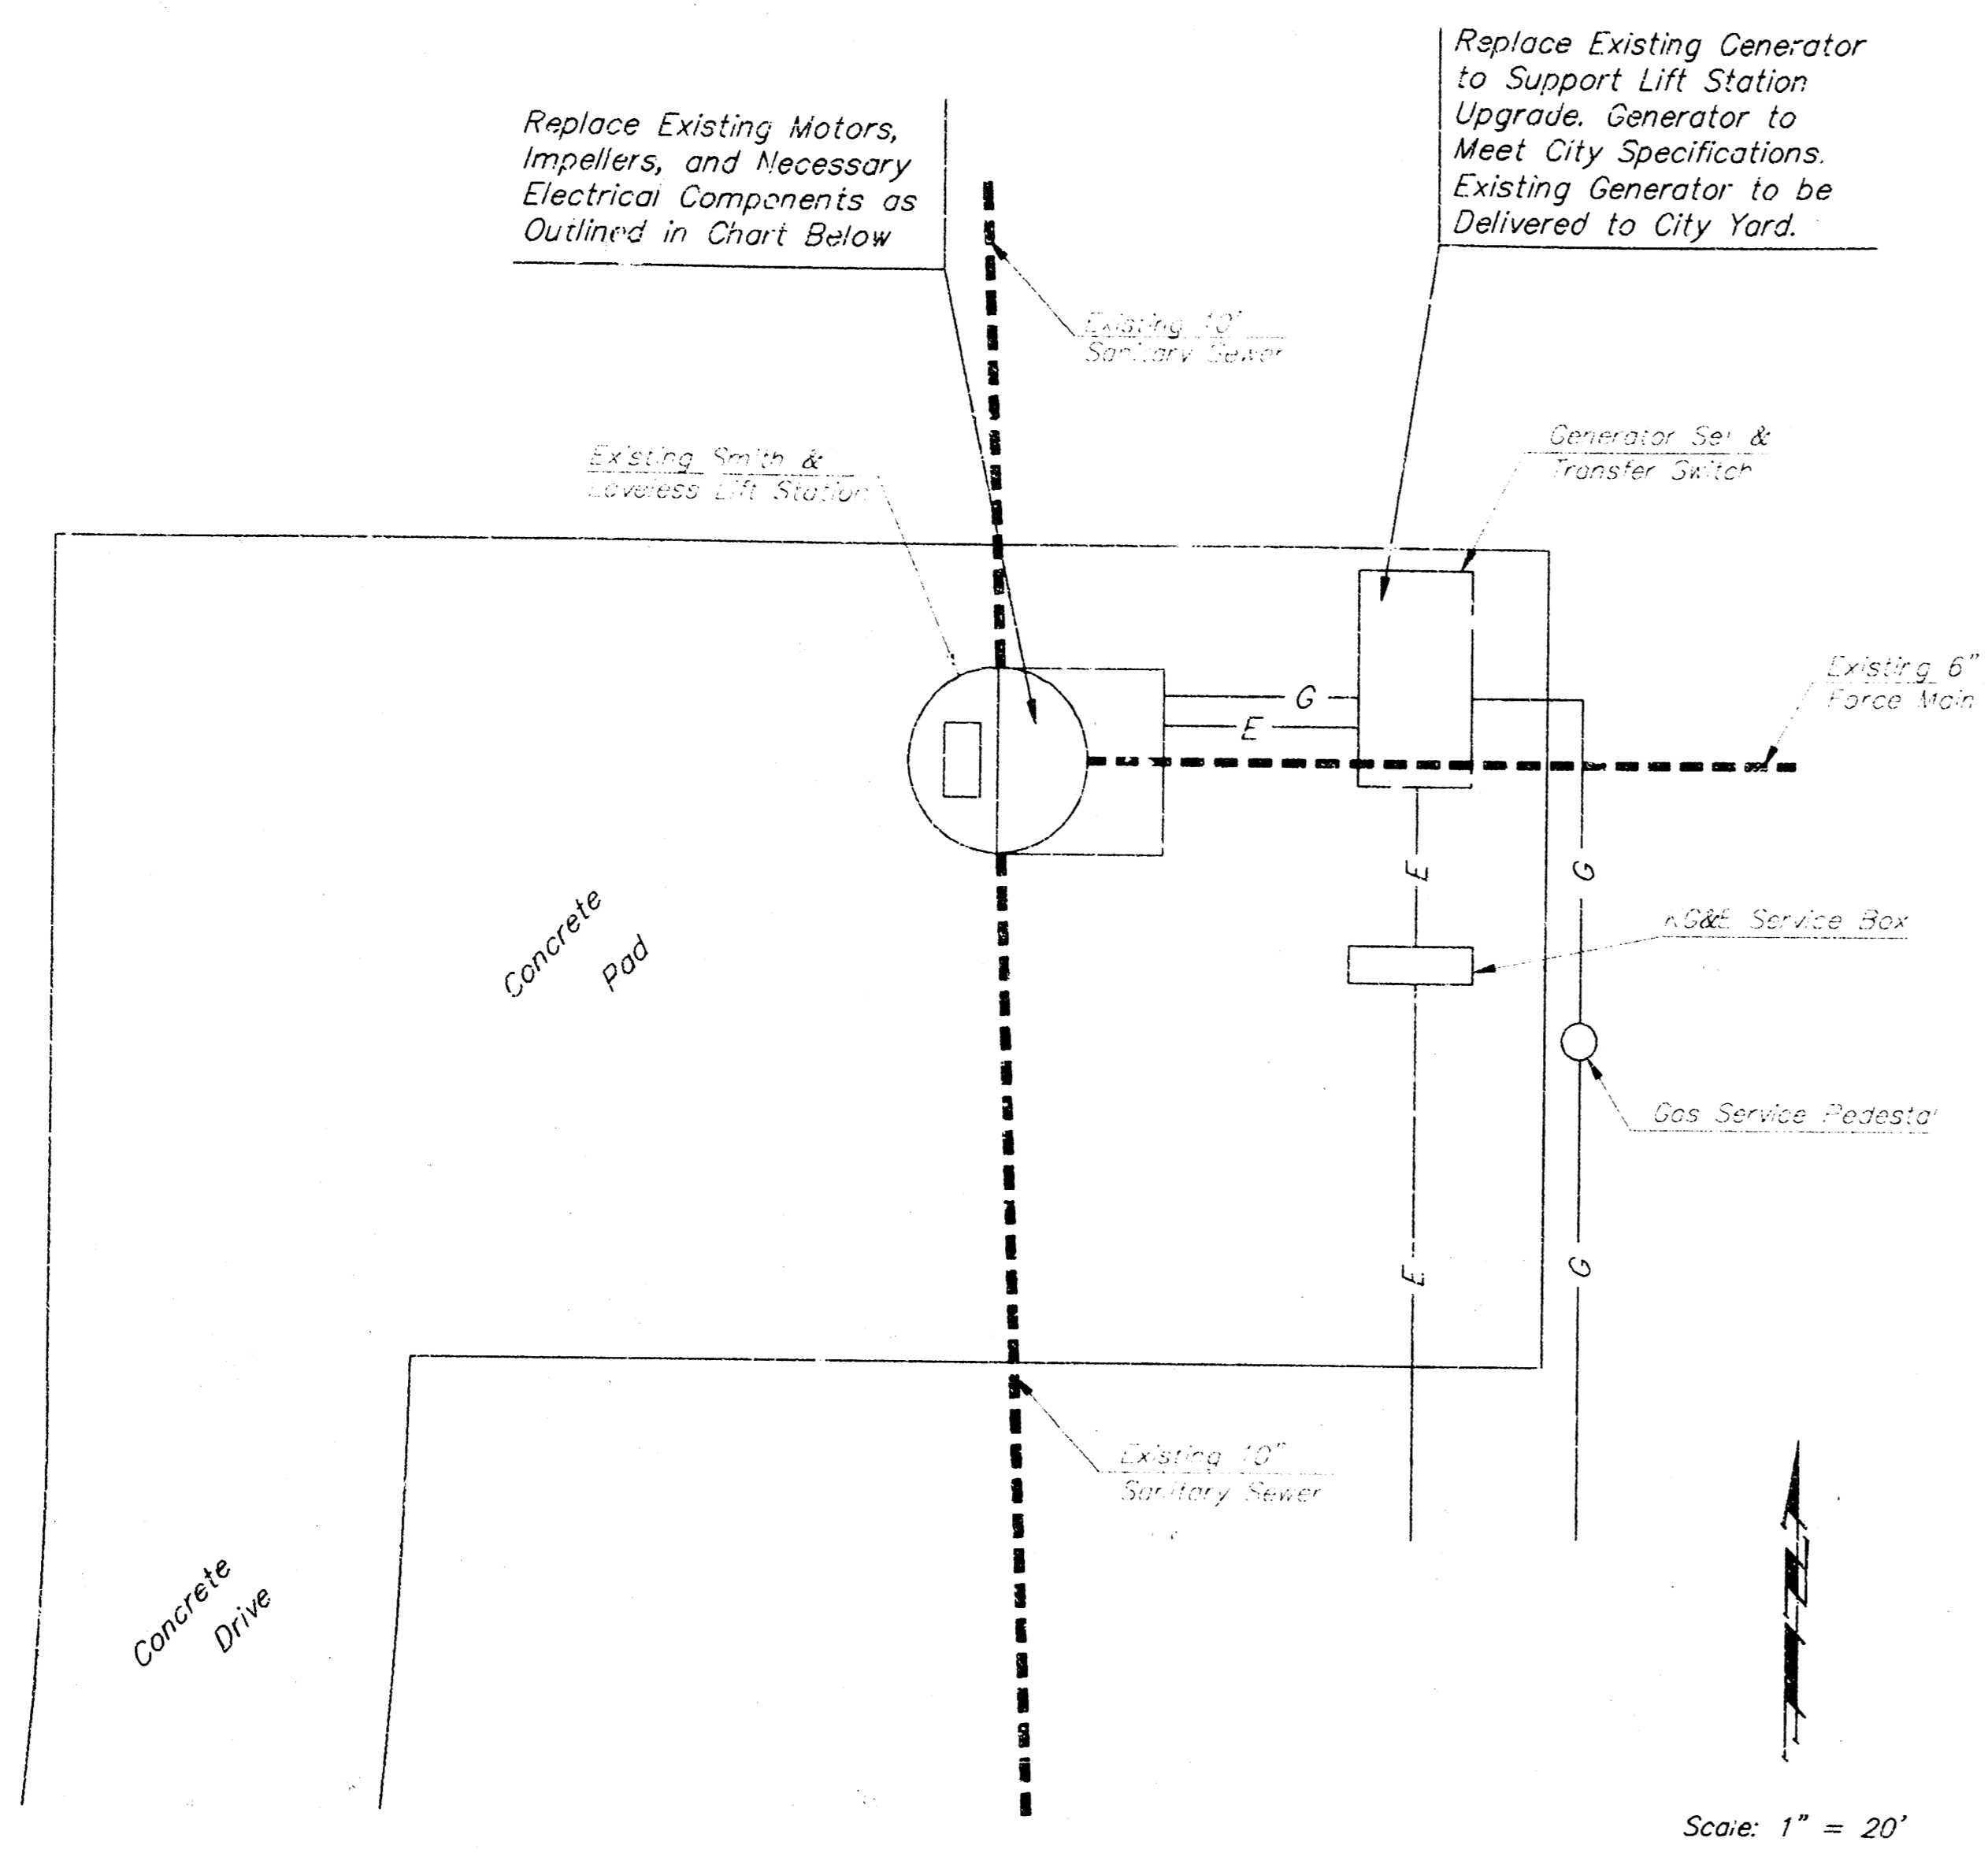 Replace Existing Generator
to Support Lift Station
Upgrade. Generator to
Meet City Specifications.
Existing Generator to be
Delivered to City Yard.
Replace Existing Motors,
Impellers, and Necessary
Electrical Components as
Outlined in Chart Below
Existing 10"
Sanitary Sewer
Generator Set &
Transfer Switch
Existing Smith &
Loveless Lift Station
Existing 6"
Force Main
G
E
E
G
Concrete
Pad
KG&E Service Box
Gas Service Pedestal
E
G
Existing 10"
Sanitary Sewer
Concrete
Drive
Scale: 1" = 20'